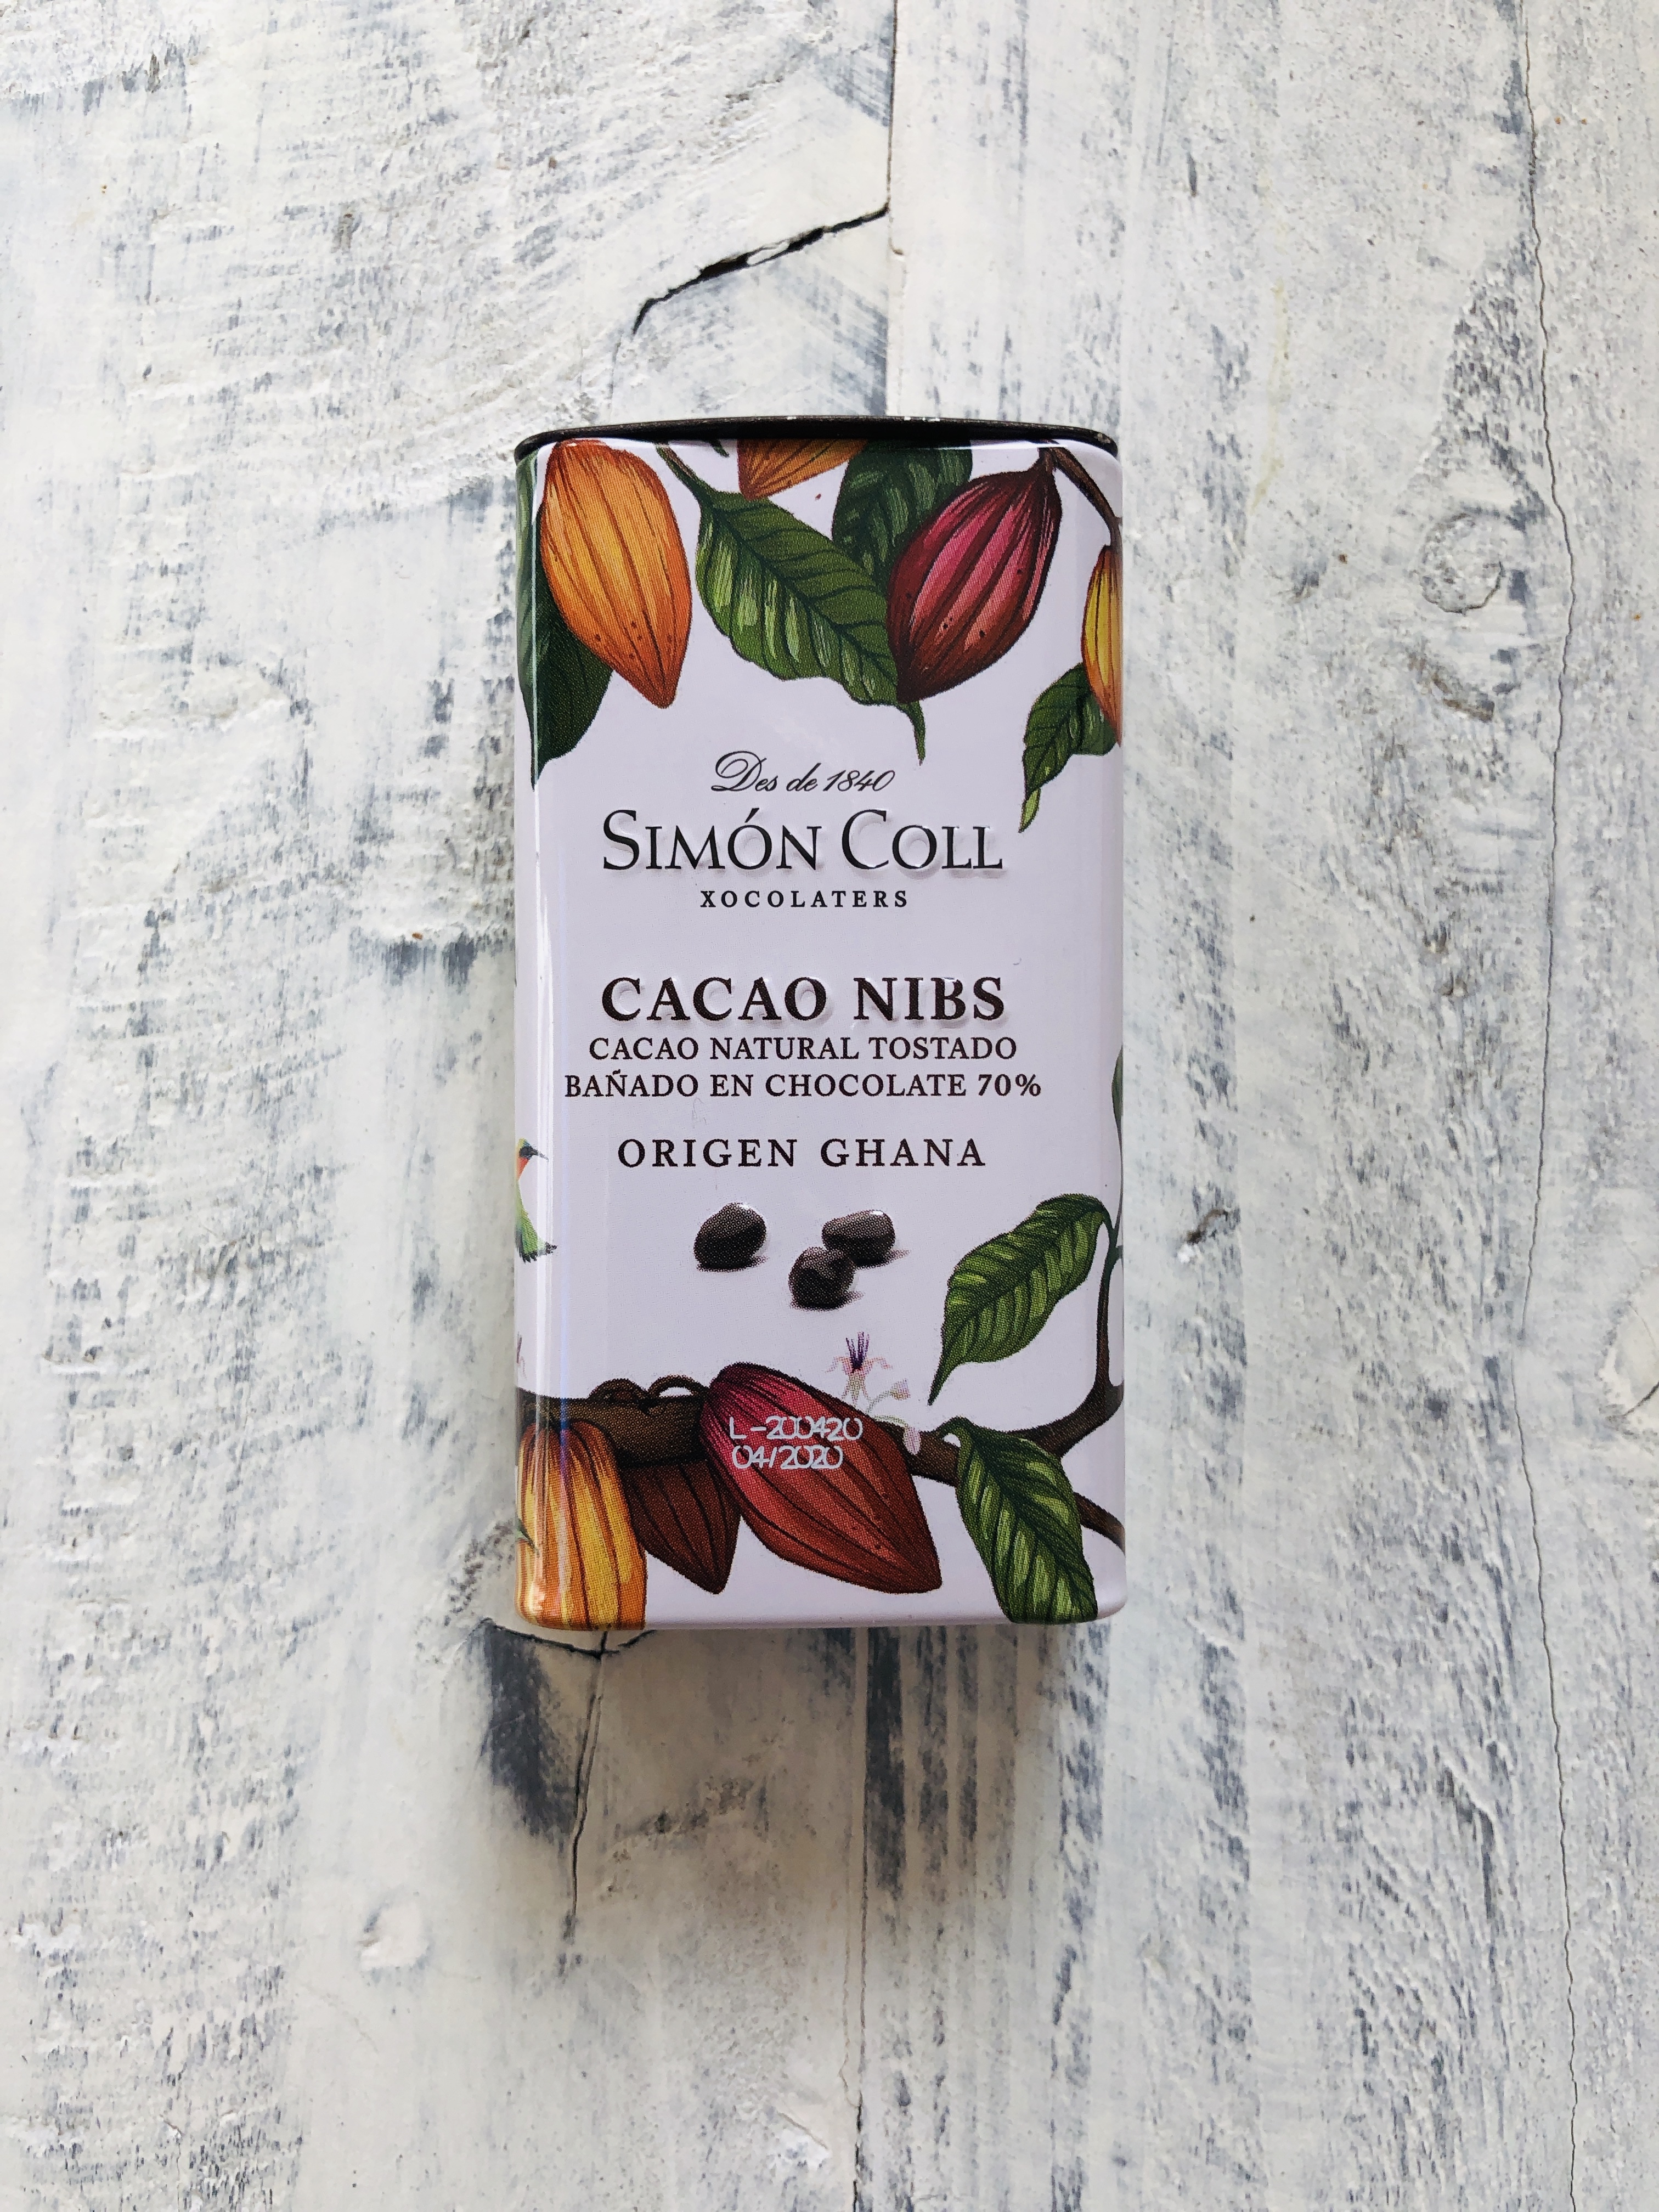 Des de 1840
SIMÓN COLL
XOCOLATERS
CACAO NIBS
CACAO NATURAL TOSTADO
BAÑADO EN CHOCOLATE 70%
ORIGEN GHANA
L-200420
04/2020